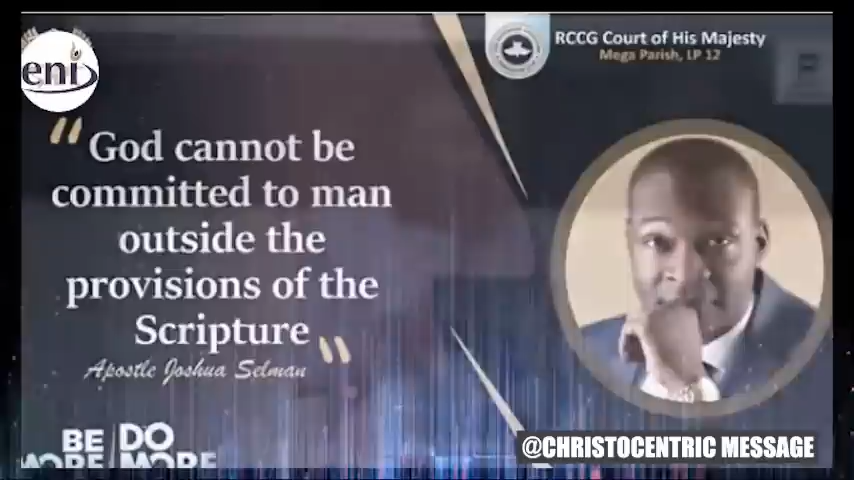 eni
RCCG Court of His Majesty
Mega Parish, LP 12
“God cannot be
committed to man
outside the
provisions of the
Scripture”
Apostle Joshua Selman
BE DO
MORE MORE
@CHRISTOCENTRIC MESSAGE